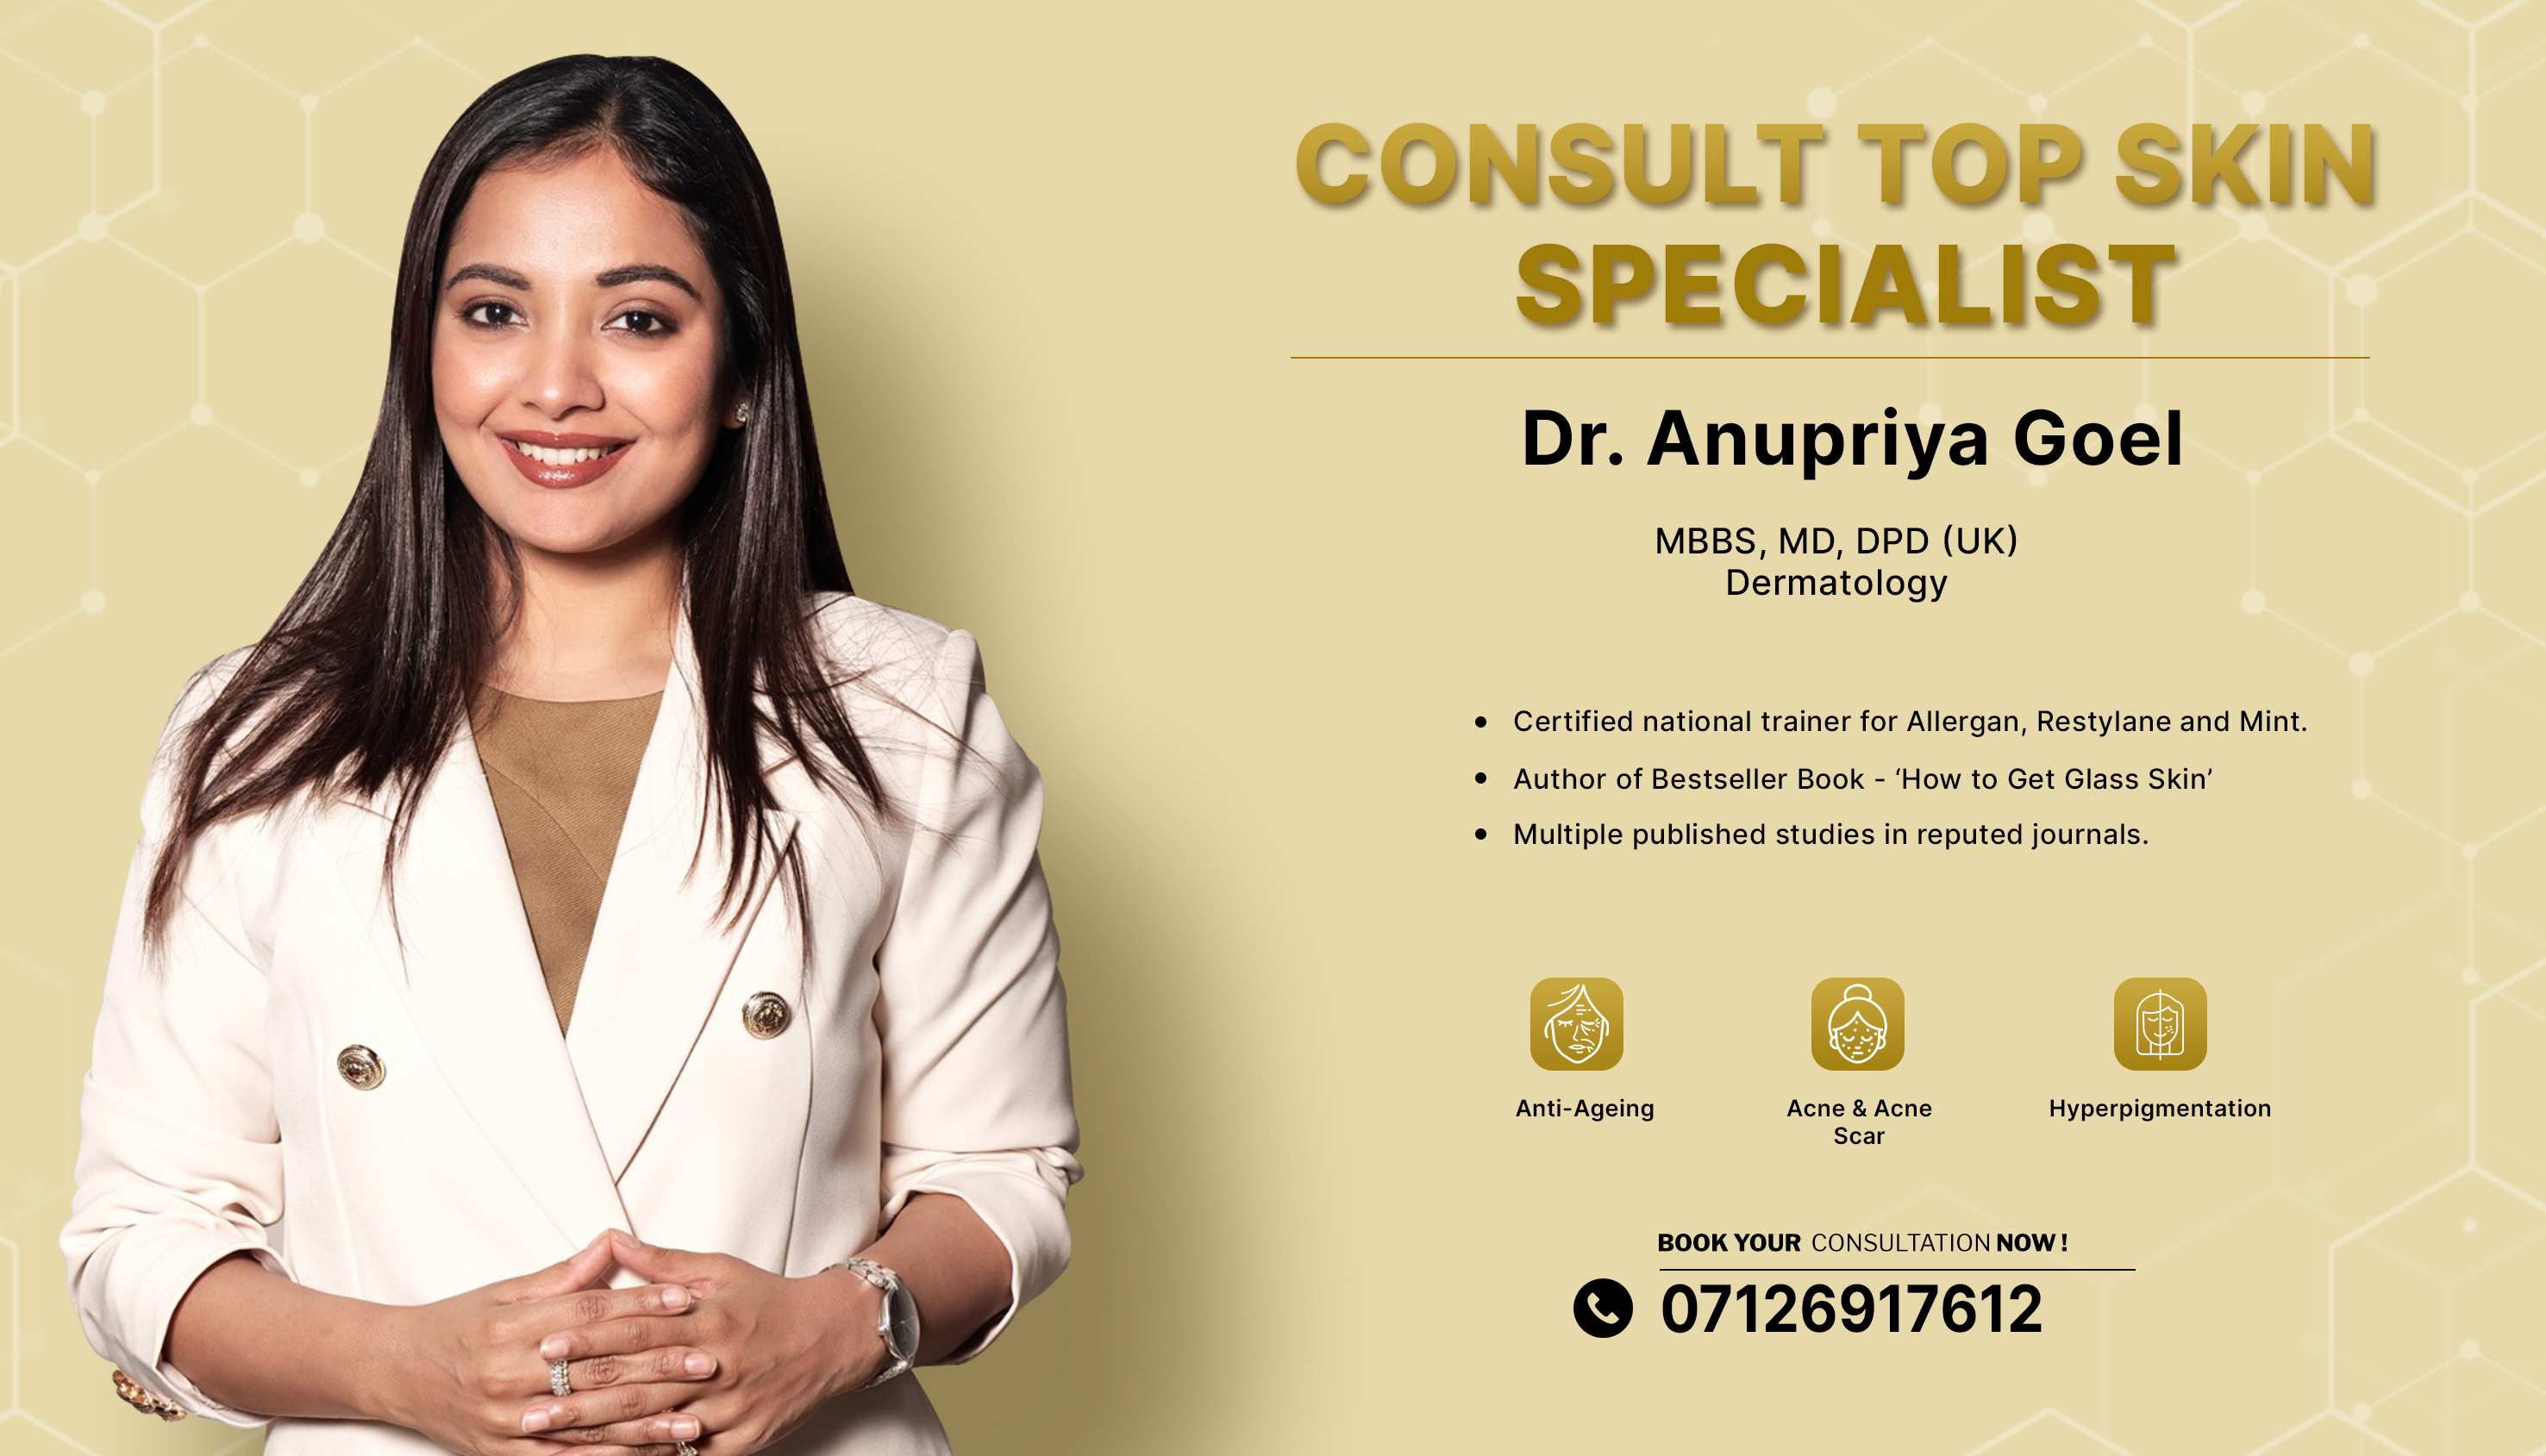 CONSULT TOP SKIN
SPECIALIST
Dr. Anupriya Goel
MBBS, MD, DPD (UK)
Dermatology
• Certified national trainer for Allergan, Restylane and Mint.
• Author of Bestseller Book - ‘How to Get Glass Skin’
• Multiple published studies in reputed journals.
Anti-Ageing
Acne & Acne
Scar
Hyperpigmentation
BOOK YOUR CONSULTATION NOW !
07126917612